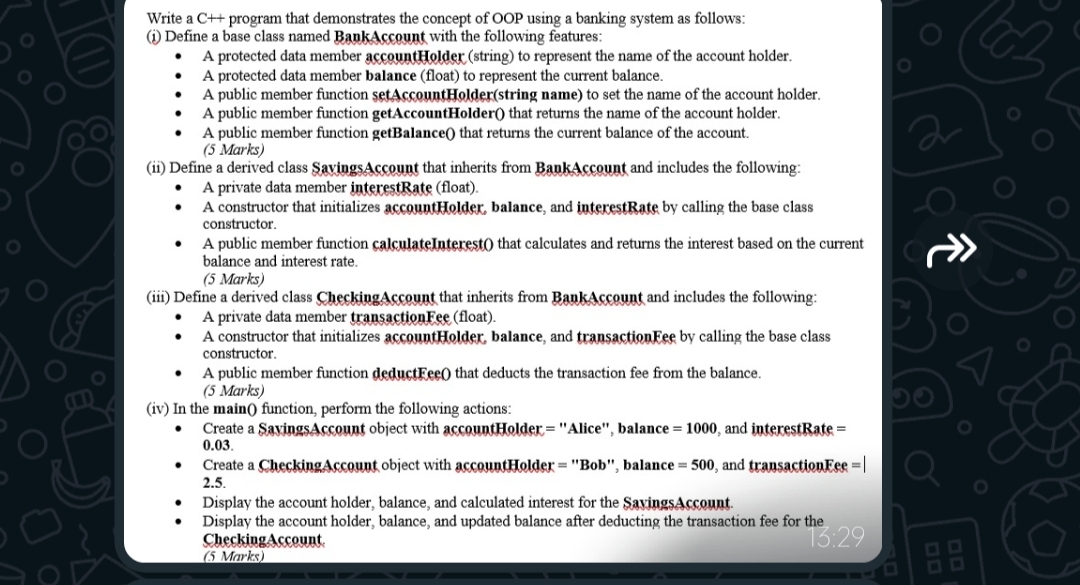 Write a C++ program that demonstrates the concept of OOP using a banking system as follows:
(i) Define a base class named BankAccount with the following features:
• A protected data member accountHolder (string) to represent the name of the account holder.
• A protected data member balance (float) to represent the current balance.
• A public member function setAccountHolder(string name) to set the name of the account holder.
• A public member function getAccountHolder() that returns the name of the account holder.
• A public member function getBalance() that returns the current balance of the account.
(5 Marks)
(ii) Define a derived class SavingsAccount that inherits from BankAccount and includes the following:
• A private data member interestRate (float).
• A constructor that initializes accountHolder, balance, and interestRate by calling the base class
constructor.
• A public member function calculateInterest() that calculates and returns the interest based on the current
balance and interest rate.
(5 Marks)
(iii) Define a derived class CheckingAccount that inherits from BankAccount and includes the following:
• A private data member transactionFee (float).
• A constructor that initializes accountHolder, balance, and transactionFee by calling the base class
constructor.
• A public member function deductFee() that deducts the transaction fee from the balance.
(5 Marks)
(iv) In the main() function, perform the following actions:
• Create a SavingsAccount object with accountHolder = "Alice", balance = 1000, and interestRate =
0.03.
• Create a CheckingAccount object with accountHolder = "Bob", balance = 500, and transactionFee =
2.5.
• Display the account holder, balance, and calculated interest for the SavingsAccount.
• Display the account holder, balance, and updated balance after deducting the transaction fee for the
CheckingAccount.
(5 Marks)
13:29